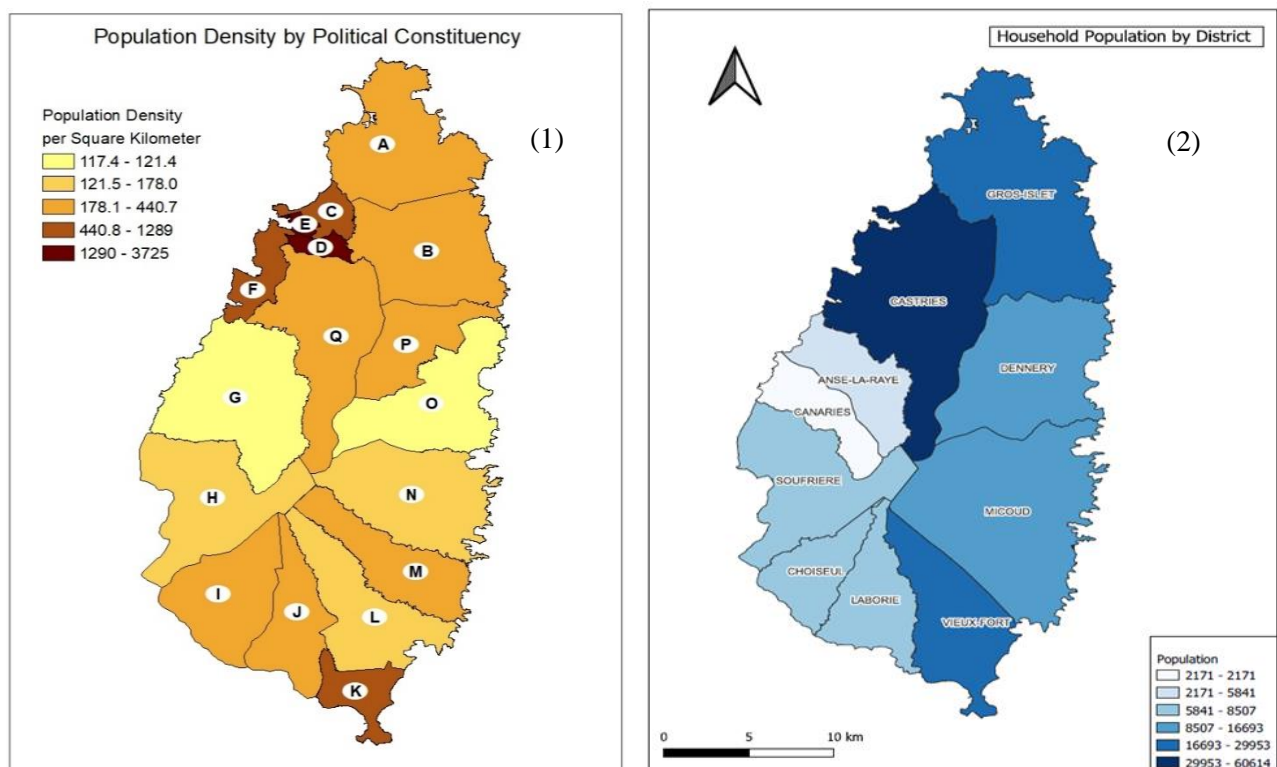 Population Density by Political Constituency
Population Density
per Square Kilometer
117.4 - 121.4
121.5 - 178.0
178.1 - 440.7
440.8 - 1289
1290 - 3725
(1)
A
C
E
D
B
F
Q
P
G
O
H
N
M
I
J
L
K
Household Population by District
(2)
GROS-ISLET
CASTRIES
DENNERY
ANSE-LA-RAYE
CANARIES
SOUFRIERE
MICOUD
CHOISEUL
LABORIE
VIEUX-FORT
Population
2171 - 2171
2171 - 5841
5841 - 8507
8507 - 16693
16693 - 29953
29953 - 60614
0 5 10 km